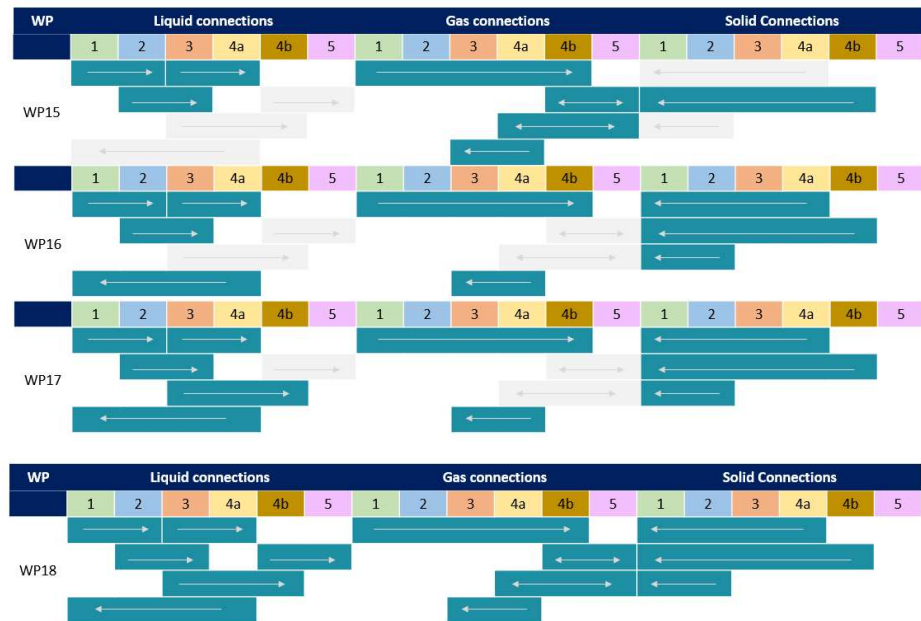 WP Liquid connections Gas connections Solid Connections
1 2 3 4a 4b 5 1 2 3 4a 4b 5 1 2 3 4a 4b 5
WP15
1 2 3 4a 4b 5 1 2 3 4a 4b 5 1 2 3 4a 4b 5
WP16
1 2 3 4a 4b 5 1 2 3 4a 4b 5 1 2 3 4a 4b 5
WP17
WP Liquid connections Gas connections Solid Connections
1 2 3 4a 4b 5 1 2 3 4a 4b 5 1 2 3 4a 4b 5
WP18